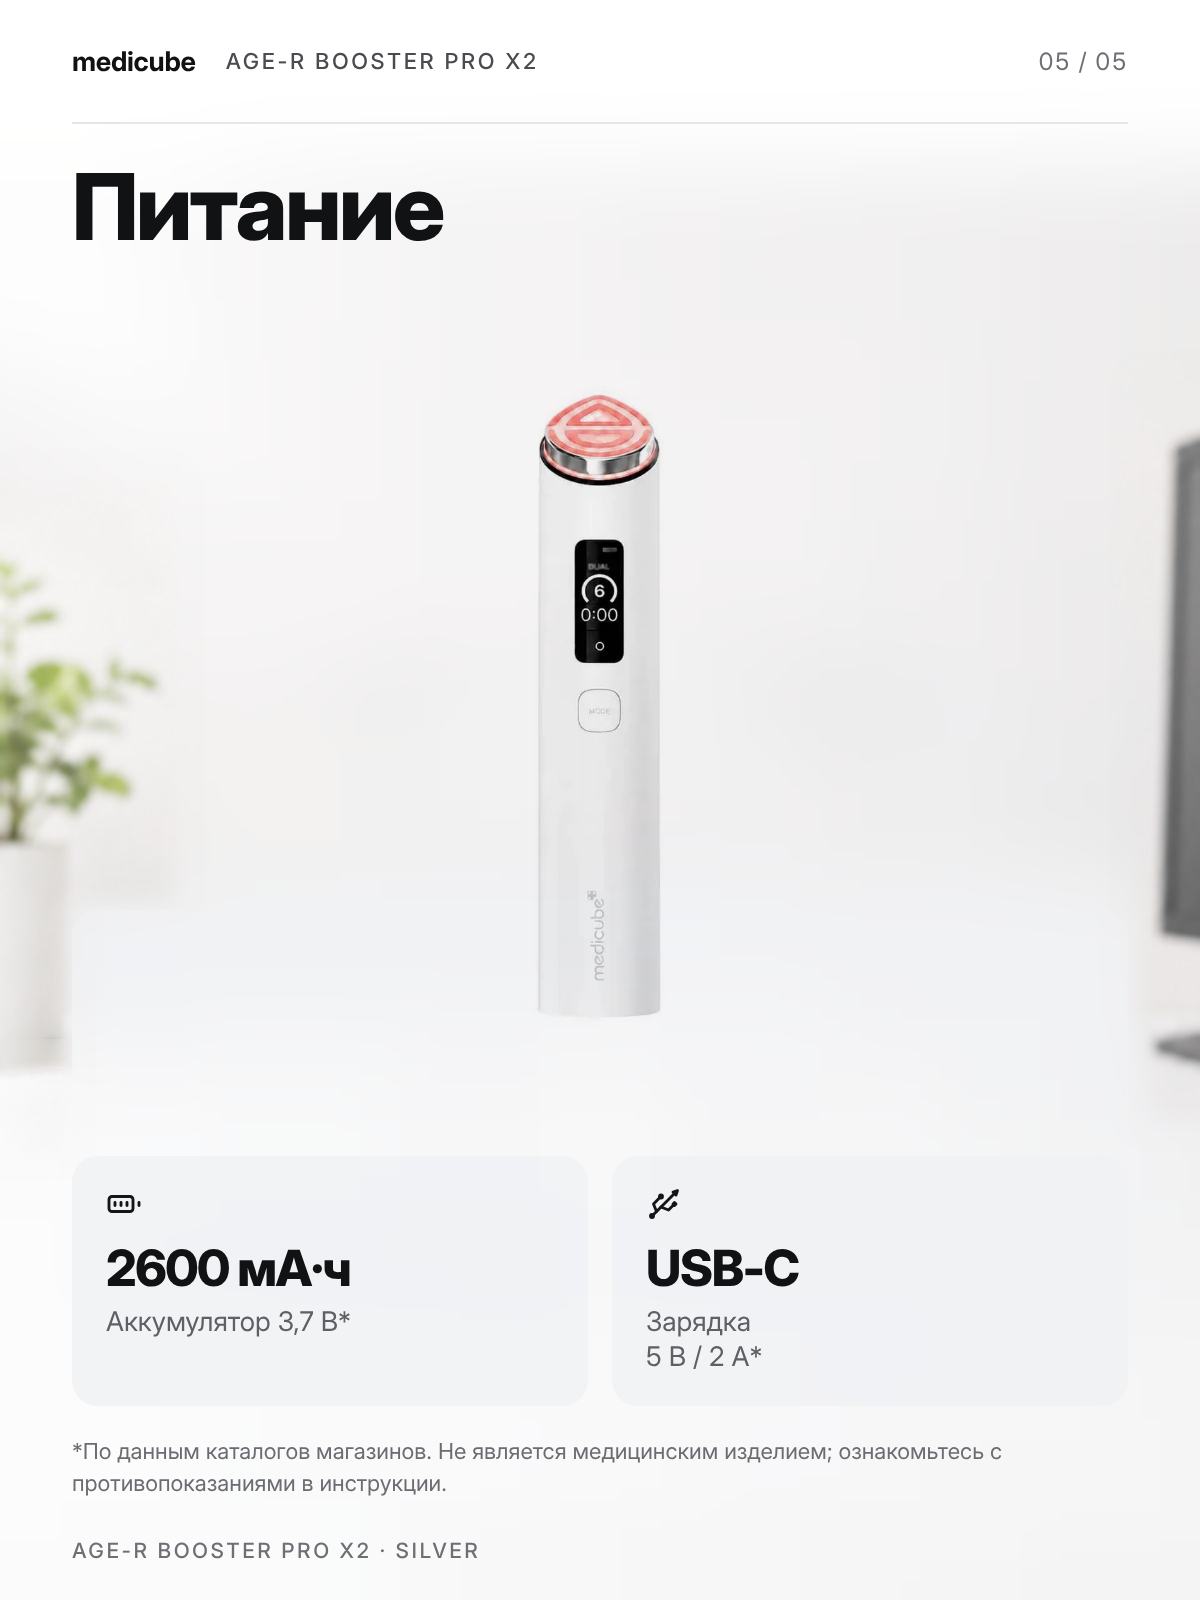 medicube AGE-R BOOSTER PRO X2 05 / 05
Питание
DUAL
6
0:00
MODE
medicube
2600 мА·ч
Аккумулятор 3,7 В*
USB-C
Зарядка
5 В / 2 А*
*По данным каталогов магазинов. Не является медицинским изделием; ознакомьтесь с
противопоказаниями в инструкции.
AGE-R BOOSTER PRO X2 · SILVER